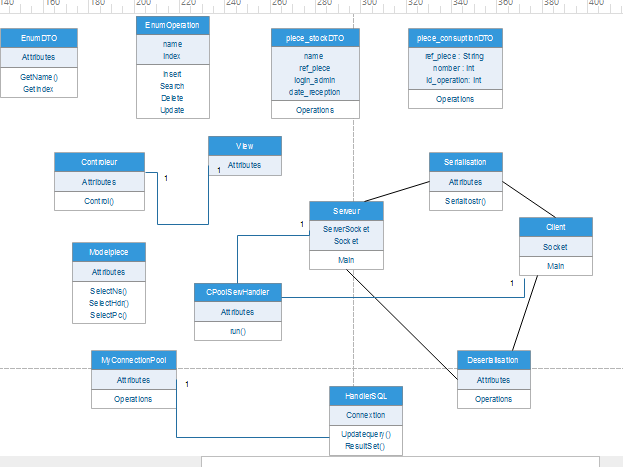 140 160 180 200 220 240 260 280 300 320 340 360 380 400
EnumDTO
Attributes
GetName()
GetIndex
EnumOperation
name
Index
Insert
Search
Delete
Update
piece_stockDTO
name
ref_piece
login_admin
date_reception
Operations
piece_consuptionDTO
ref_piece : String
nomber : Int
id_operation: Int
Operations
Controleur
Attributes
Control()
1
View
Attributes
1
Serialisation
Attributes
Serialtostr()
Serveur
ServerSocket
Socket
Main
1
Client
Socket
Main
1
Modelpiece
Attributes
SelectNs()
SelectHdr()
SelectPc()
CPoolServHandler
Attributes
run()
MyConnectionPool
Attributes
Operations
1
Deserialisation
Attributes
Operations
HandlerSQL
Connextion
Updatequery()
ResultSet()